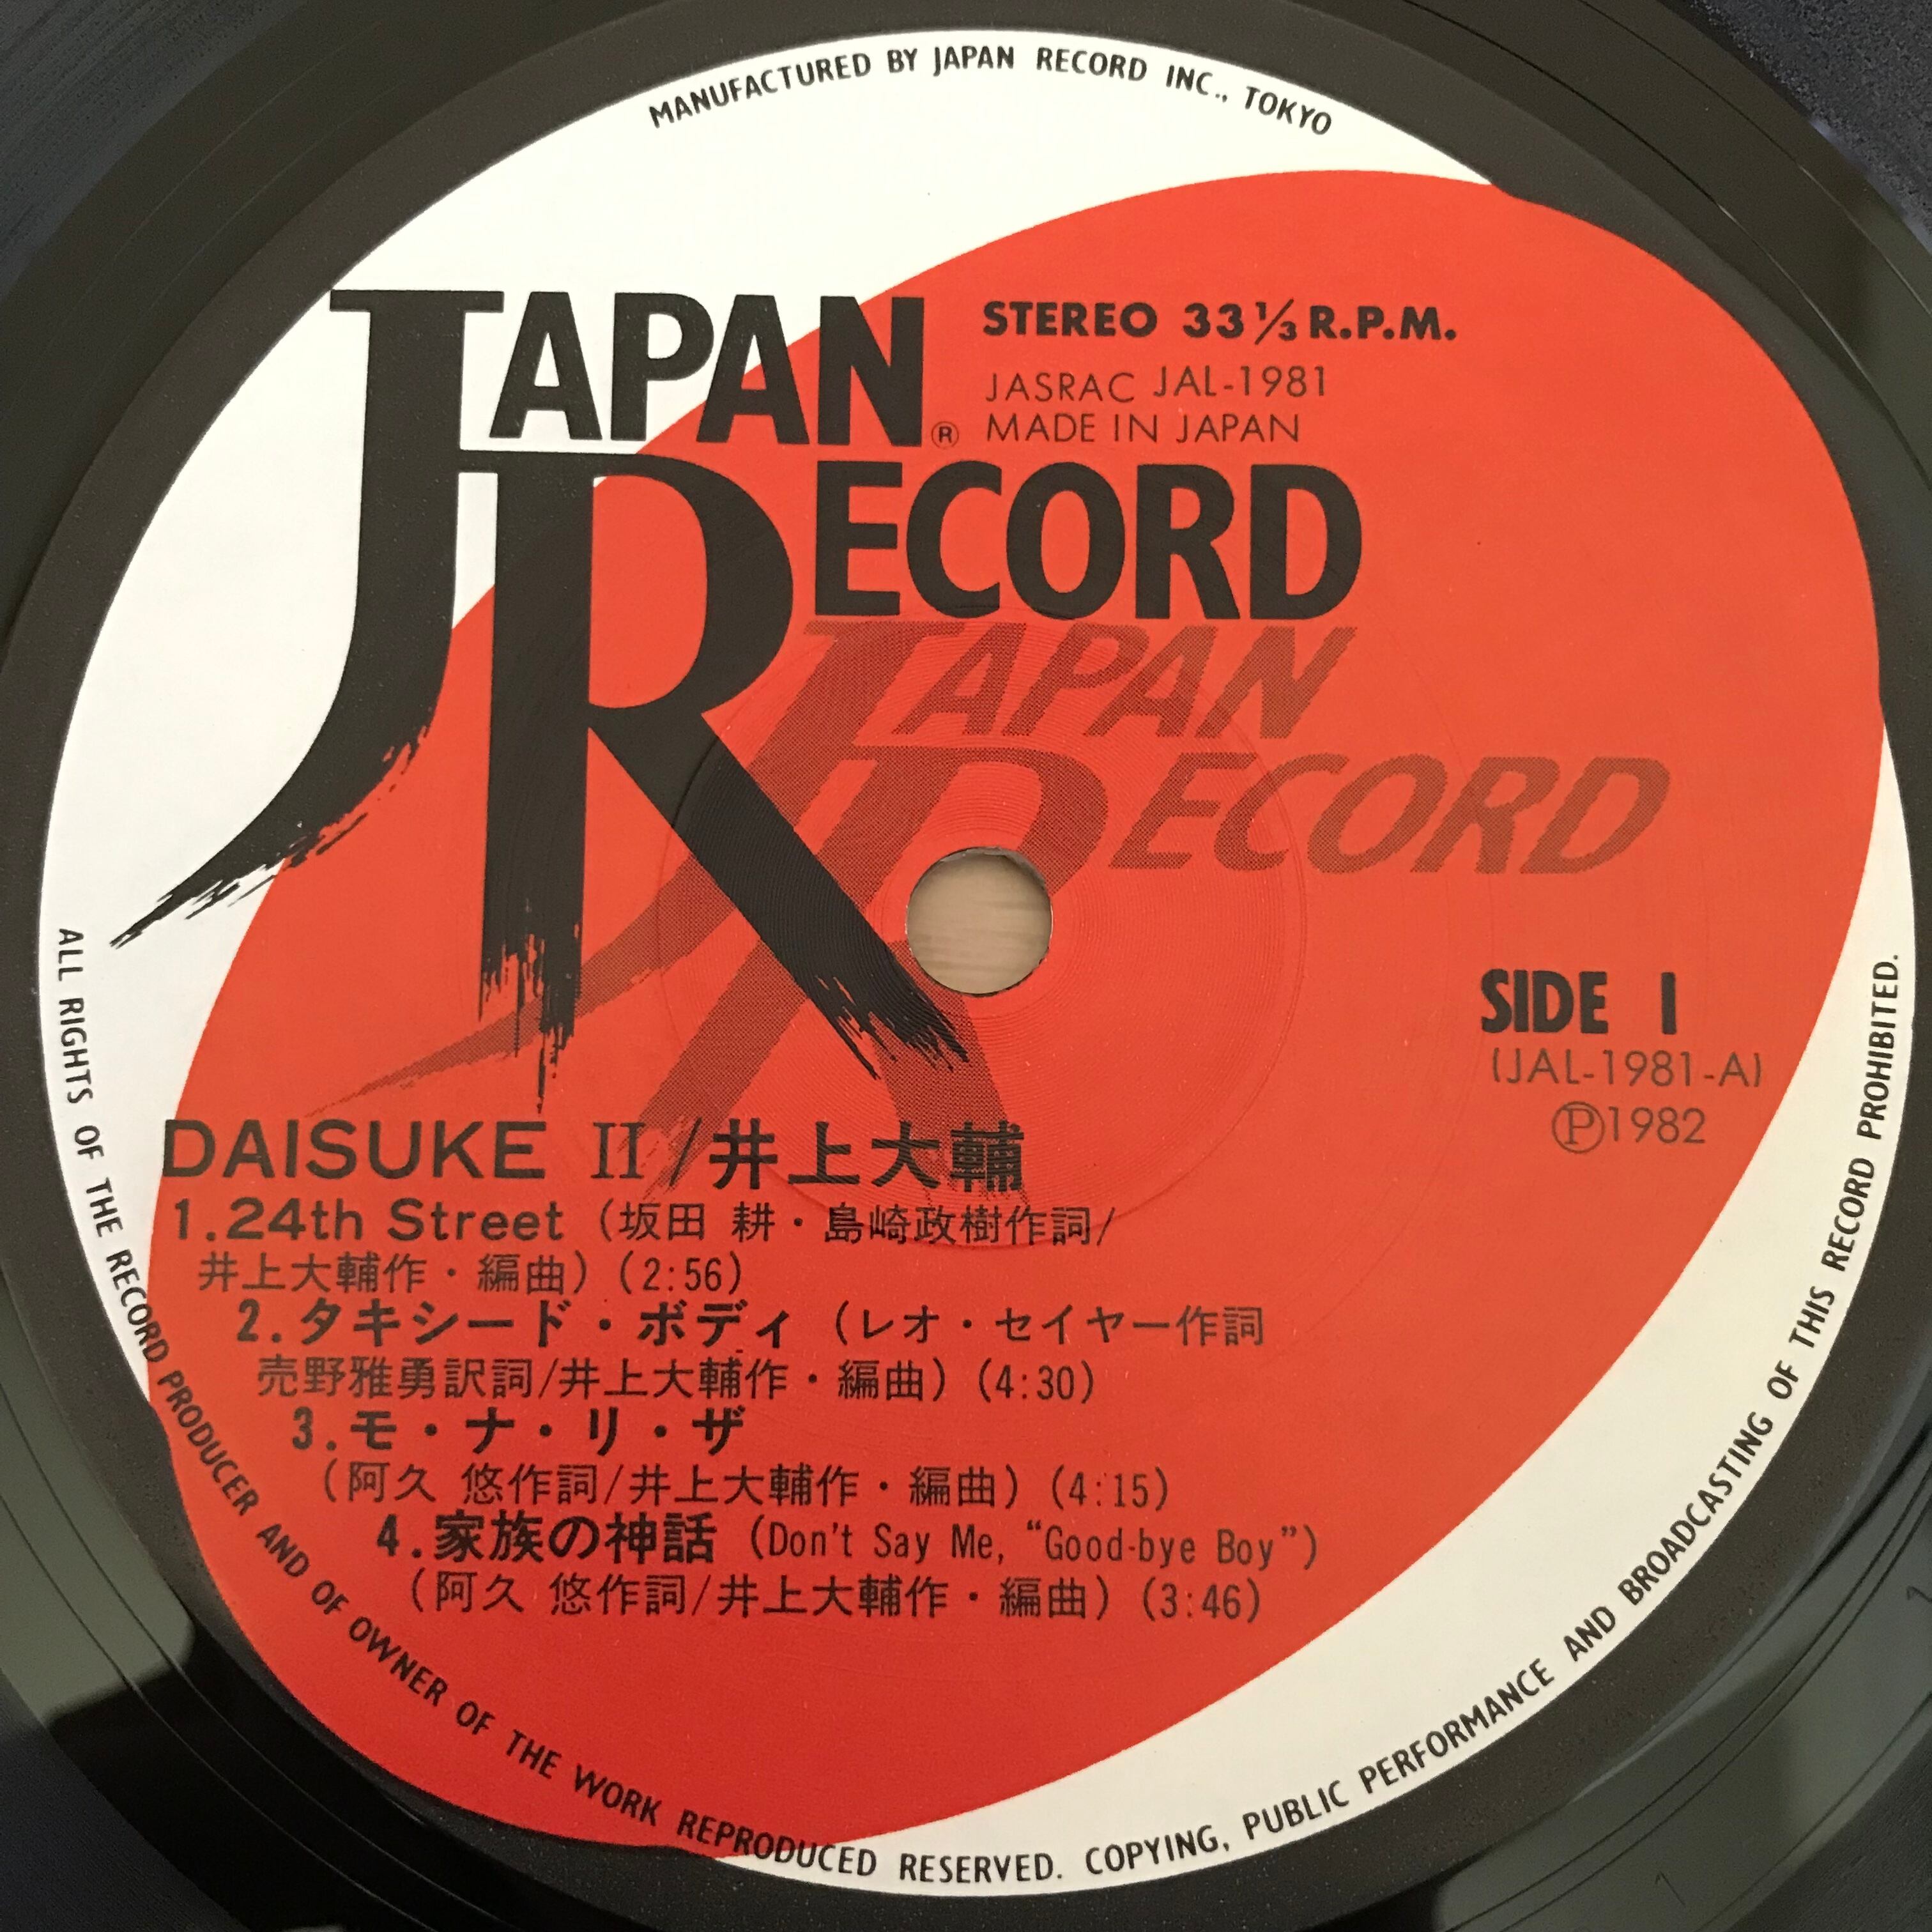 MANUFACTURED BY JAPAN RECORD INC., TOKYO
JAPAN®
RECORD
STEREO 33⅓ R.P.M.
JASRAC JAL-1981
MADE IN JAPAN
JAPAN
RECORD
SIDE 1
(JAL-1981-A)
Ⓟ1982
DAISUKE II/井上大輔
1.24th Street (坂田 耕・島崎政樹作詞/
井上大輔作・編曲) (2:56)
2.タキシード・ボディ (レオ・セイヤー作詞
売野雅勇訳詞/井上大輔作・編曲) (4:30)
3.モ・ナ・リ・ザ
(阿久 悠作詞/井上大輔作・編曲) (4:15)
4.家族の神話 (Don't Say Me, “Good-bye Boy”)
(阿久 悠作詞/井上大輔作・編曲) (3:46)
ALL RIGHTS OF THE RECORD PRODUCER AND OF OWNER OF THE WORK REPRODUCED RESERVED. COPYING, PUBLIC PERFORMANCE AND BROADCASTING OF THIS RECORD PROHIBITED.